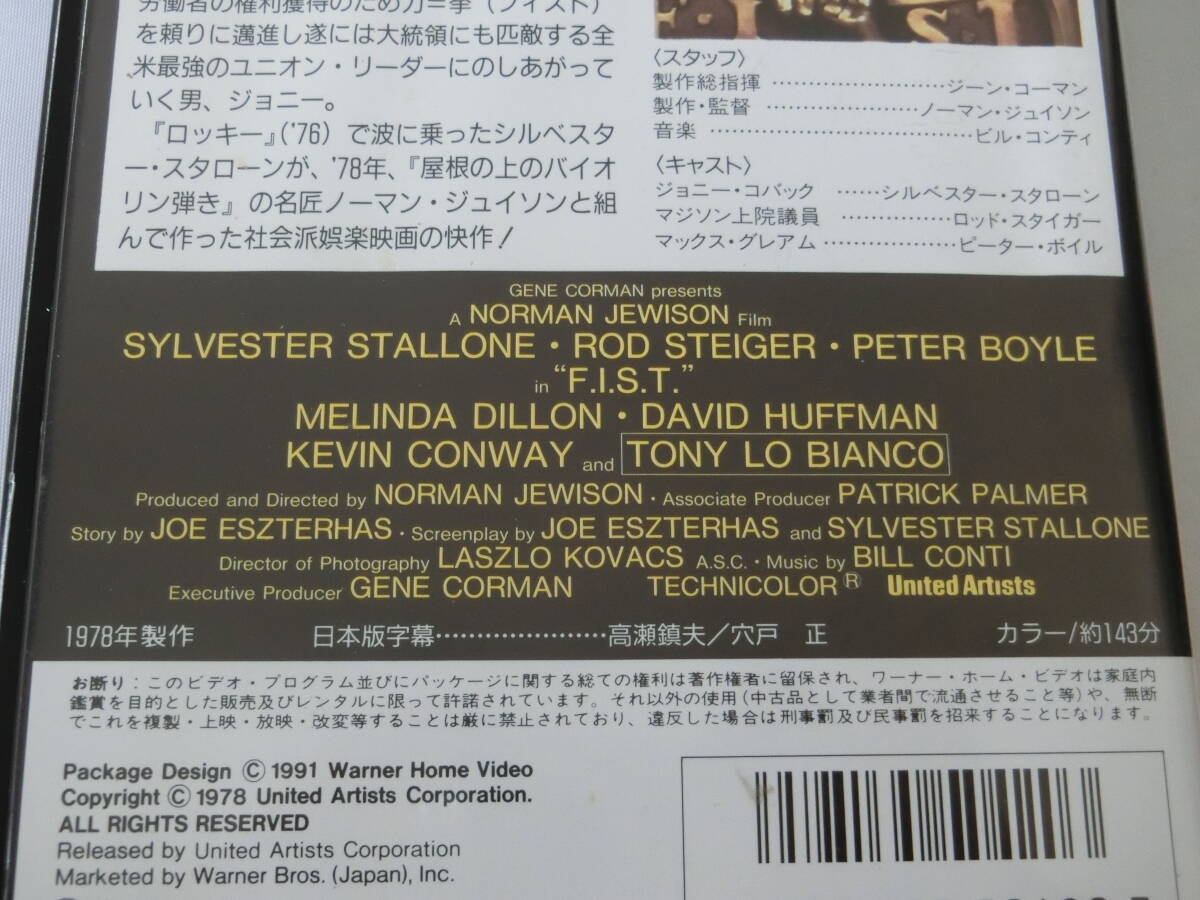 労働者の権利獲得のため力=拳(フィスト)
を頼りに邁進し遂には大統領にも匹敵する全
米最強のユニオン・リーダーにのしあがって
いく男、ジョニー。
『ロッキー』('76)で波に乗ったシルベスタ
ー・スタローンが、'78年、『屋根の上のバイオ
リン弾き』の名匠ノーマン・ジュイソンと組
んで作った社会派娯楽映画の快作!
〈スタッフ〉
製作総指揮 ……………………ジーン・コーマン
製作・監督 …………………ノーマン・ジュイソン
音楽 ………………………………ビル・コンティ
〈キャスト〉
ジョニー・コバック ……シルベスター・スタローン
マジソン上院議員 ……………ロッド・スタイガー
マックス・グレアム………………ピーター・ボイル
GENE CORMAN presents
A NORMAN JEWISON Film
SYLVESTER STALLONE・ROD STEIGER・PETER BOYLE
in "F.I.S.T."
MELINDA DILLON・DAVID HUFFMAN
KEVIN CONWAY and TONY LO BIANCO
Produced and Directed by NORMAN JEWISON・Associate Producer PATRICK PALMER
Story by JOE ESZTERHAS・Screenplay by JOE ESZTERHAS and SYLVESTER STALLONE
Director of Photography LASZLO KOVACS A.S.C.・Music by BILL CONTI
Executive Producer GENE CORMAN TECHNICOLOR® United Artists
1978年製作 日本版字幕…………………高瀬鎮夫/宍戸 正 カラー/約143分
お断り:このビデオ・プログラム並びにパッケージに関する総ての権利は著作権者に留保され、ワーナー・ホーム・ビデオは家庭内
鑑賞を目的とした販売及びレンタルに限って許諾されています。それ以外の使用(中古品として業者間で流通させること等)や、無断
でこれを複製・上映・放映・改変等することは厳に禁止されており、違反した場合は刑事罰及び民事罰を招来することになります。
Package Design © 1991 Warner Home Video
Copyright © 1978 United Artists Corporation.
ALL RIGHTS RESERVED
Released by United Artists Corporation
Marketed by Warner Bros. (Japan), Inc.